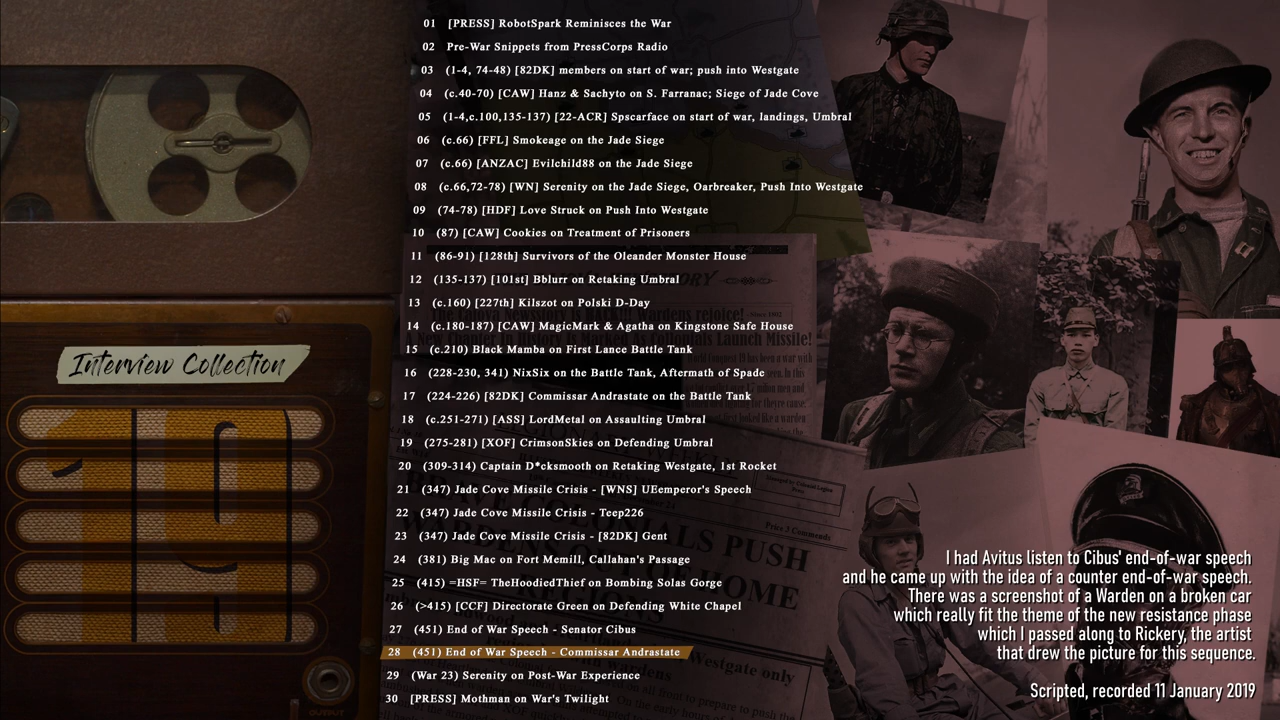 Interview Collection
OUTPUT
01 [PRESS] RobotSpark Reminisces the War
02 Pre-War Snippets from PressCorps Radio
03 (1-4, 74-48) [82DK] members on start of war; push into Westgate
04 (c.40-70) [CAW] Hanz & Sachyto on S. Farranac; Siege of Jade Cove
05 (1-4,c.100,135-137) [22-ACR] Spscarface on start of war, landings, Umbral
06 (c.66) [FFL] Smokeage on the Jade Siege
07 (c.66) [ANZAC] Evilchild88 on the Jade Siege
08 (c.66,72-78) [WN] Serenity on the Jade Siege, Oarbreaker, Push Into Westgate
09 (74-78) [HDF] Love Struck on Push Into Westgate
10 (87) [CAW] Cookies on Treatment of Prisoners
11 (86-91) [128th] Survivors of the Oleander Monster House
12 (135-137) [101st] Bblurr on Retaking Umbral
13 (c.160) [227th] Kilszot on Polski D-Day
14 (c.180-187) [CAW] MagicMark & Agatha on Kingstone Safe House
15 (c.210) Black Mamba on First Lance Battle Tank
16 (228-230, 341) NixSix on the Battle Tank, Aftermath of Spade
17 (224-226) [82DK] Commissar Andrastate on the Battle Tank
18 (c.251-271) [ASS] LordMetal on Assaulting Umbral
19 (275-281) [XOF] CrimsonSkies on Defending Umbral
20 (309-314) Captain D*cksmooth on Retaking Westgate, 1st Rocket
21 (347) Jade Cove Missile Crisis - [WNS] UEemperor's Speech
22 (347) Jade Cove Missile Crisis - Teep226
23 (347) Jade Cove Missile Crisis - [82DK] Gent
24 (381) Big Mac on Fort Memill, Callahan's Passage
25 (415) =HSF= TheHoodiedThief on Bombing Solas Gorge
26 (>415) [CCF] Directorate Green on Defending White Chapel
27 (451) End of War Speech - Senator Cibus
28 (451) End of War Speech - Commissar Andrastate
29 (War 23) Serenity on Post-War Experience
30 [PRESS] Mothman on War's Twilight
I had Avitus listen to Cibus' end-of-war speech
and he came up with the idea of a counter end-of-war speech.
There was a screenshot of a Warden on a broken car
which really fit the theme of the new resistance phase
which I passed along to Rickery, the artist
that drew the picture for this sequence.
Scripted, recorded 11 January 2019